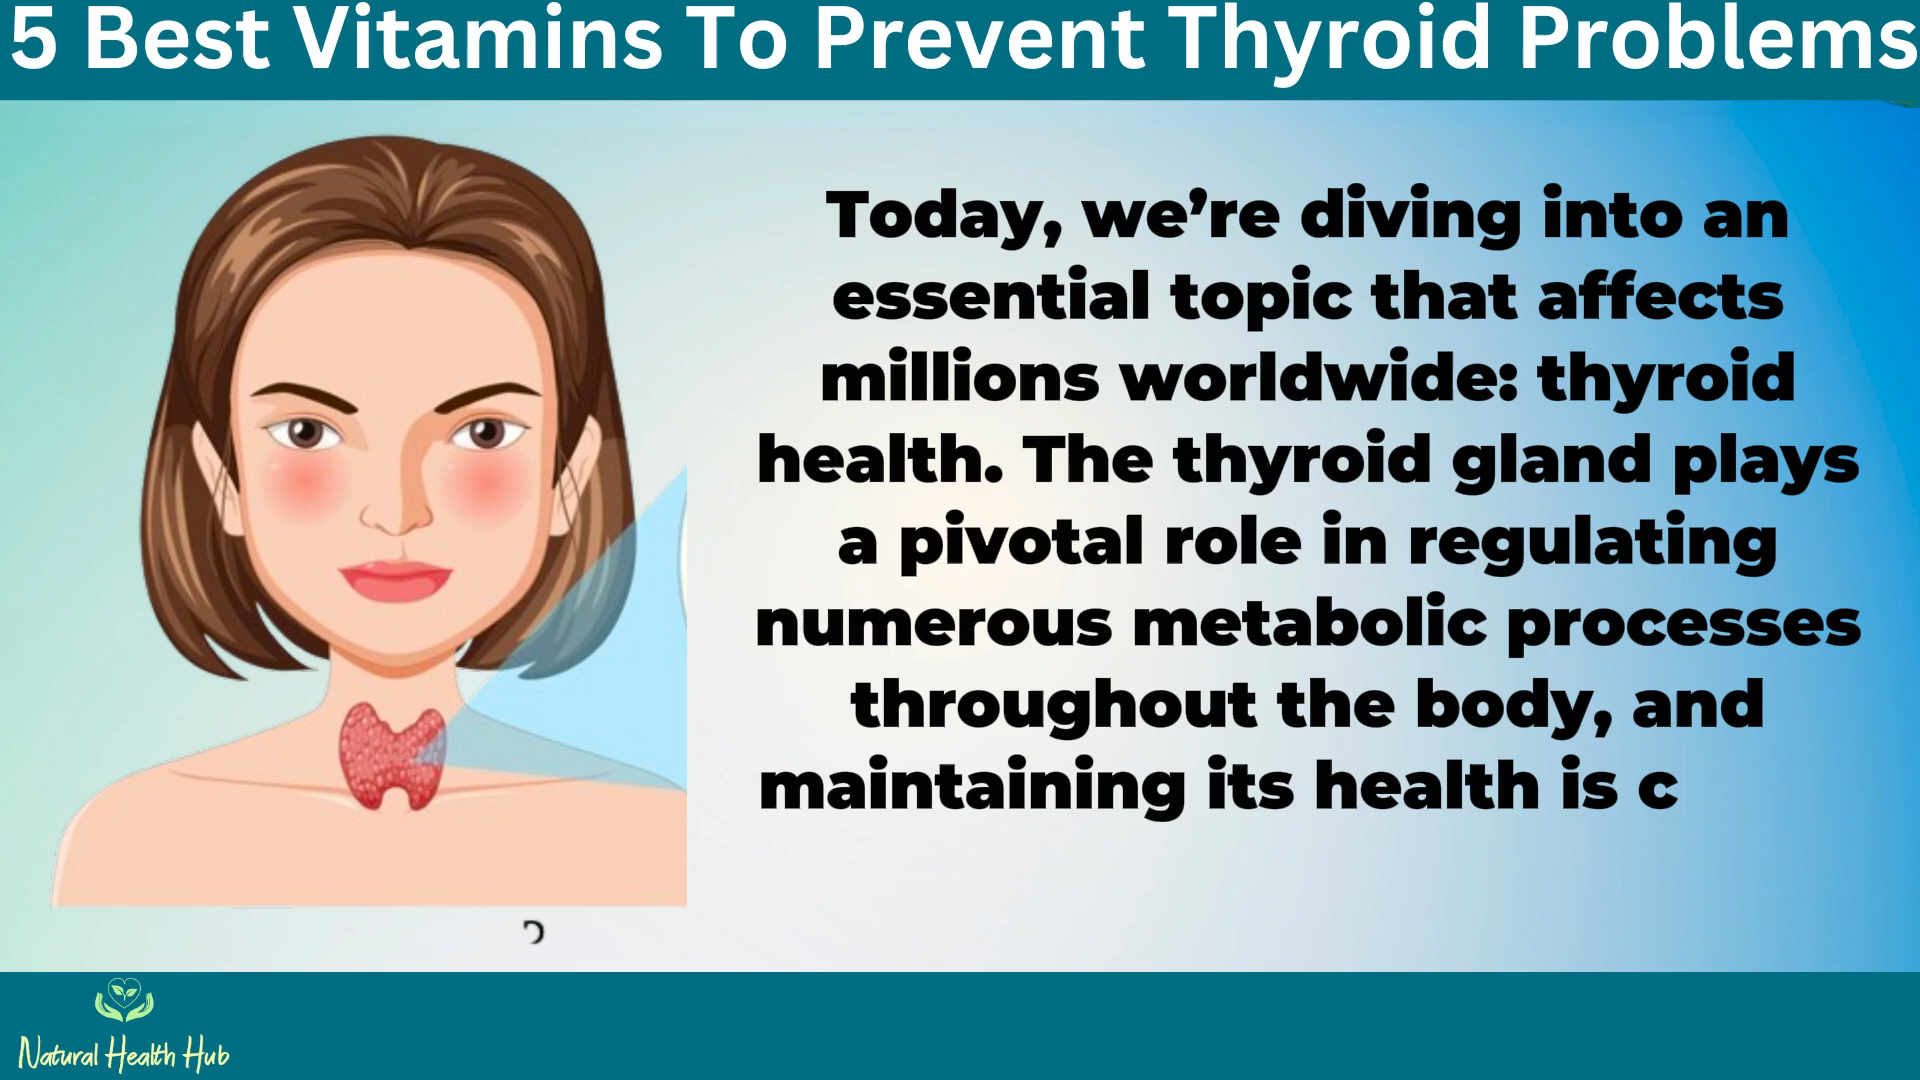 5 Best Vitamins To Prevent Thyroid Problems
Today, we’re diving into an
essential topic that affects
millions worldwide: thyroid
health. The thyroid gland plays
a pivotal role in regulating
numerous metabolic processes
throughout the body, and
maintaining its health is c
Natural Health Hub